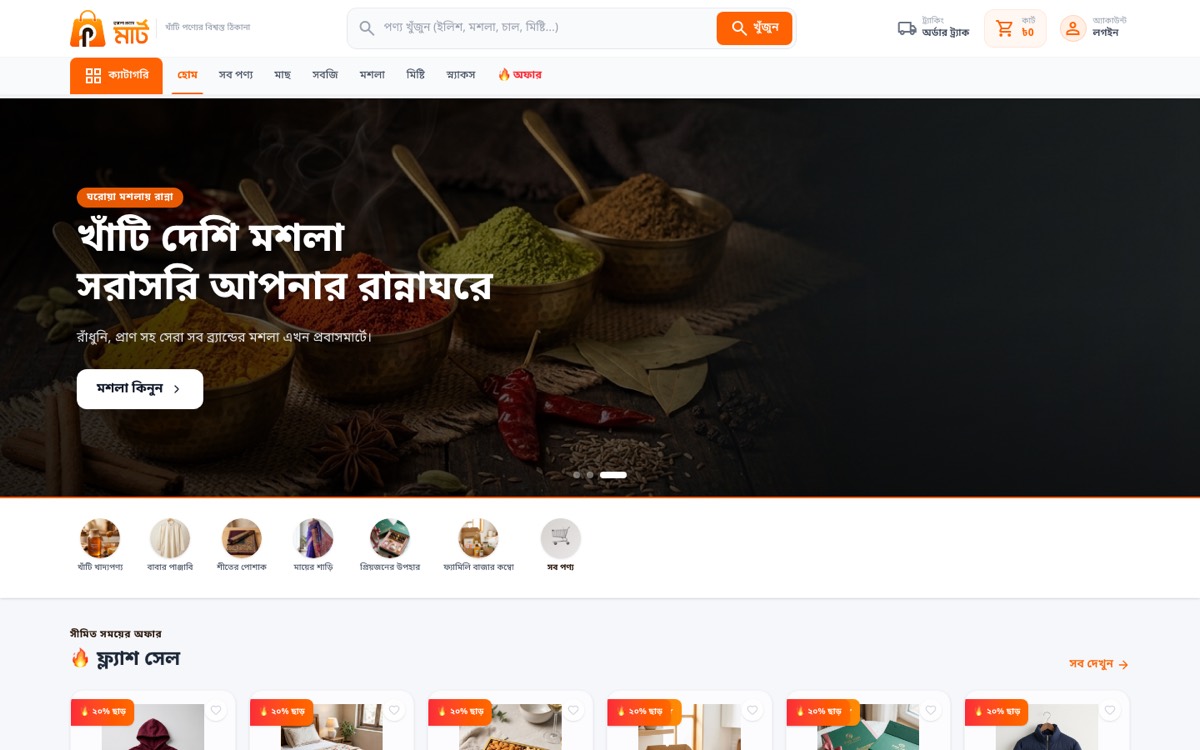 মার্ট
খাঁটি পণ্যের বিশ্বস্ত ঠিকানা
পণ্য খুঁজুন (ইলিশ, মশলা, চাল, মিষ্টি...)
খুঁজুন
ট্র্যাকিং
অর্ডার ট্র্যাক
কার্ট
৳0
অ্যাকাউন্ট
লগইন
ক্যাটাগরি
হোম
সব পণ্য
মাছ
সবজি
মশলা
মিষ্টি
স্ন্যাকস
🔥 অফার
ঘরোয়া মশলায় রান্না
খাঁটি দেশি মশলা
সরাসরি আপনার রান্নাঘরে
রাঁধুনি, প্রাণ সহ সেরা সব ব্র্যান্ডের মশলা এখন প্রবাসমার্টে।
মশলা কিনুন
খাঁটি খাদ্যপণ্য
বাবার পাঞ্জাবি
শীতের পোশাক
মায়ের শাড়ি
প্রিয়জনের উপহার
ফ্যামিলি বাজার কম্বো
সব পণ্য
সীমিত সময়ের অফার
🔥 ফ্ল্যাশ সেল
সব দেখুন →
🔥 ২০% ছাড়
🔥 ২০% ছাড়
🔥 ২০% ছাড়
🔥 ২০% ছাড়
🔥 ২০% ছাড়
🔥 ২০% ছাড়